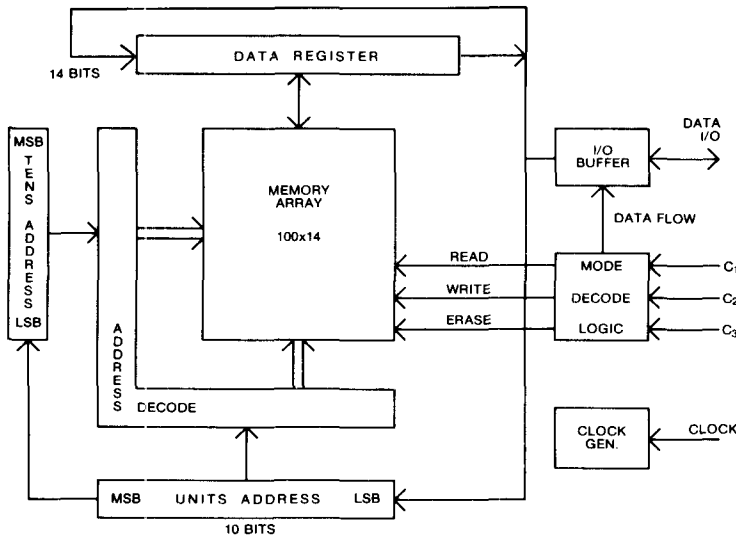 DATA REGISTER
14 BITS
MSB
TENS ADDRESS
LSB
MEMORY
ARRAY
100x14
I/O
BUFFER
DATA
I/O
DATA FLOW
READ
WRITE
ERASE
MODE
DECODE
LOGIC
C1
C2
C3
ADDRESS
DECODE
CLOCK
GEN.
CLOCK
MSB UNITS ADDRESS LSB
10 BITS